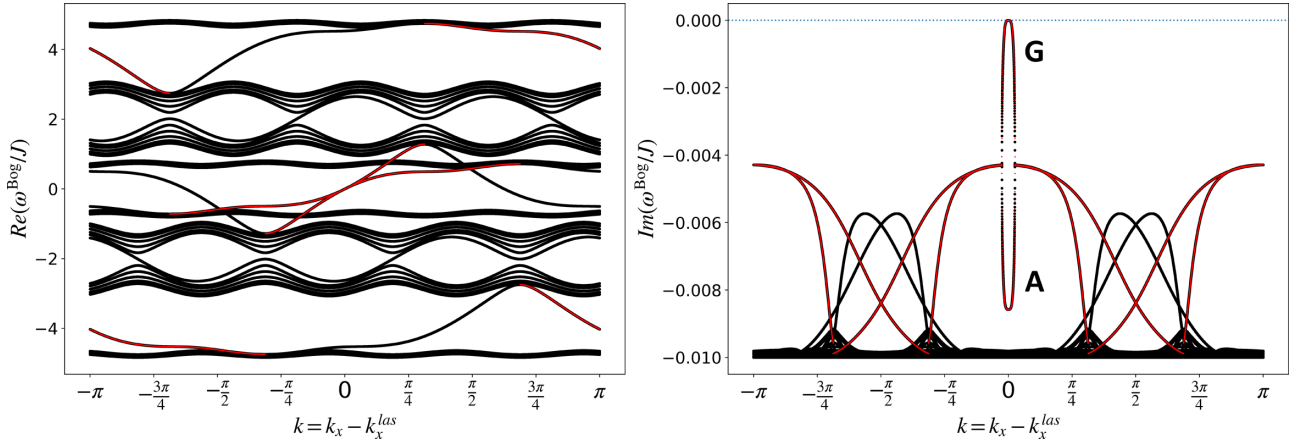 4
2
0
−2
−4
Re(ω^Bog/J)
−π
−3π/4
−π/2
−π/4
0
π/4
π/2
3π/4
π
k = k_x − k_x^las
0.000
−0.002
−0.004
−0.006
−0.008
−0.010
Im(ω^Bog/J)
G
A
−π
−3π/4
−π/2
−π/4
0
π/4
π/2
3π/4
π
k = k_x − k_x^las